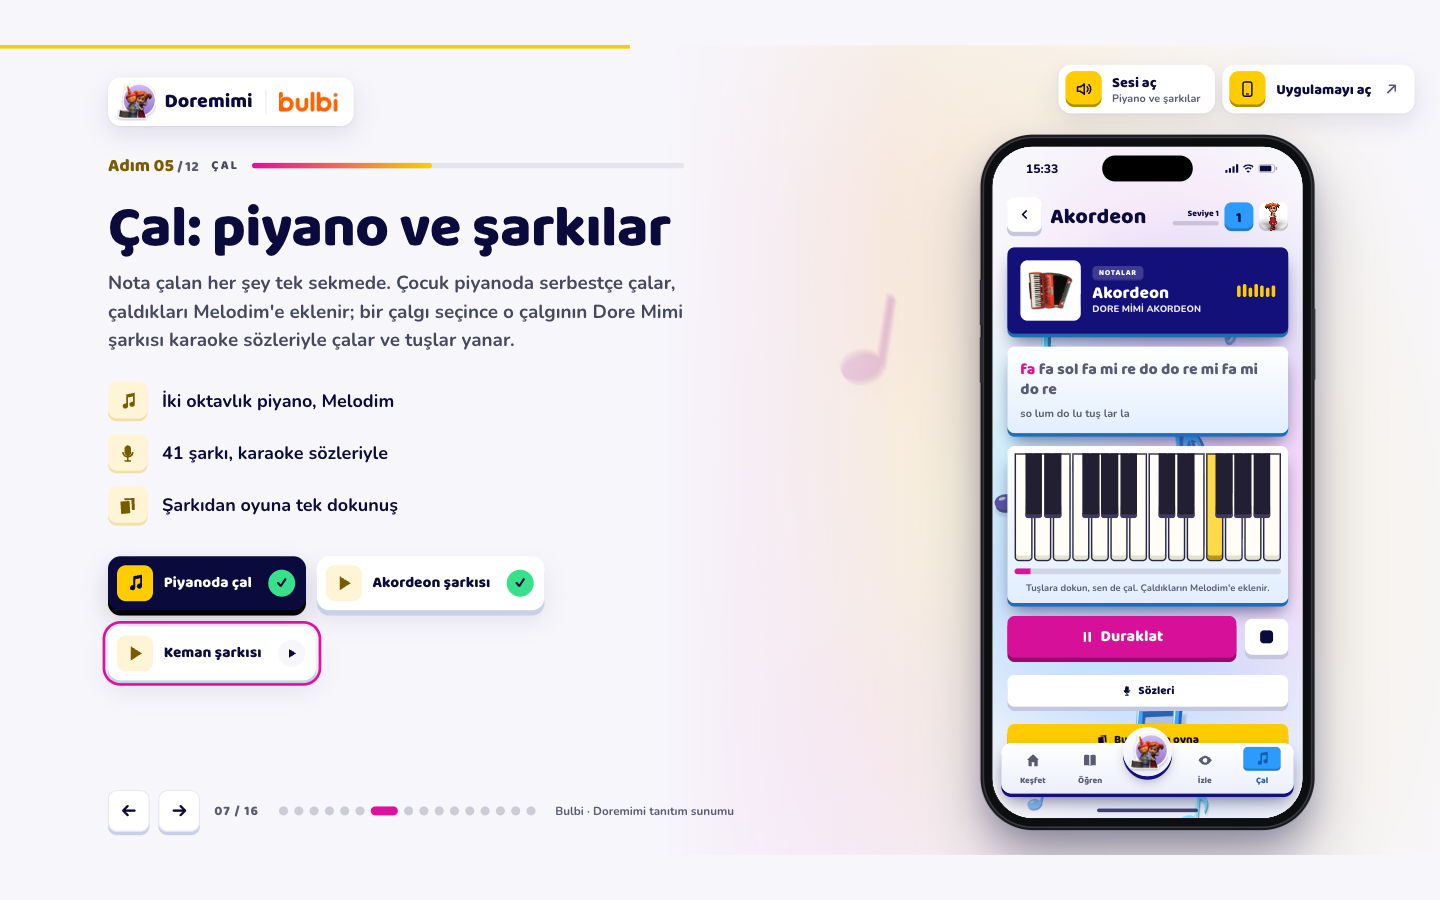 Doremimi
bulbi
Sesi aç
Piyano ve şarkılar
Uygulamayı aç
Adım 05 / 12 ÇAL
Çal: piyano ve şarkılar
Nota çalan her şey tek sekmede. Çocuk piyanoda serbestçe çalar,
çaldıkları Melodim'e eklenir; bir çalgı seçince o çalgının Dore Mimi
şarkısı karaoke sözleriyle çalar ve tuşlar yanar.
İki oktavlık piyano, Melodim
41 şarkı, karaoke sözleriyle
Şarkıdan oyuna tek dokunuş
Piyanoda çal
Akordeon şarkısı
Keman şarkısı
07 / 16
Bulbi · Doremimi tanıtım sunumu
15:33
Akordeon
Seviye 1
1
NOTALAR
Akordeon
DORE MİMİ AKORDEON
fa fa sol fa mi re do do re mi fa mi
do re
so lum do lu tuş lar la
Tuşlara dokun, sen de çal. Çaldıkların Melodim'e eklenir.
Duraklat
Sözleri
oyna
Keşfet
Öğren
İzle
Çal